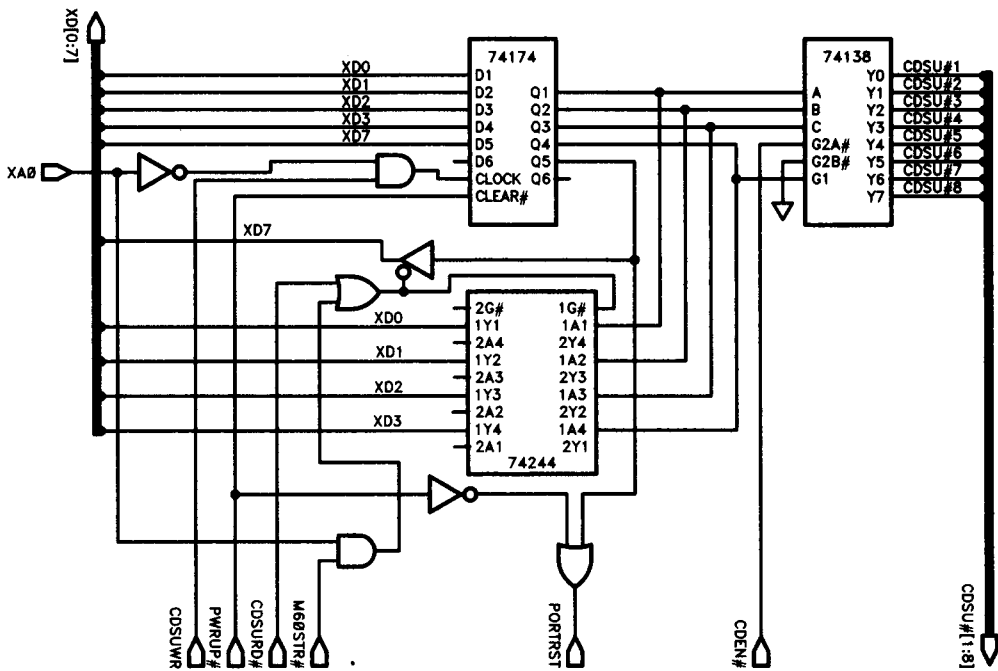 XD[0:7]
74174
74138
XD0
XD1
XD2
XD3
XD7
D1
D2
D3
D4
D5
D6
CLOCK
CLEAR#
Q1
Q2
Q3
Q4
Q5
Q6
A
B
C
G2A#
G2B#
G1
Y0
Y1
Y2
Y3
Y4
Y5
Y6
Y7
CDSU#1
CDSU#2
CDSU#3
CDSU#4
CDSU#5
CDSU#6
CDSU#7
CDSU#8
XA0
XD7
XD0
XD1
XD2
XD3
2G#
1Y1
2A4
1Y2
2A3
1Y3
2A2
1Y4
2A1
1G#
1A1
2Y4
1A2
2Y3
1A3
2Y2
1A4
2Y1
74244
CDSUWR
PWRUP#
CDSURD#
M60STR#
PORTRST
CDEN#
CDSU#[1:8]